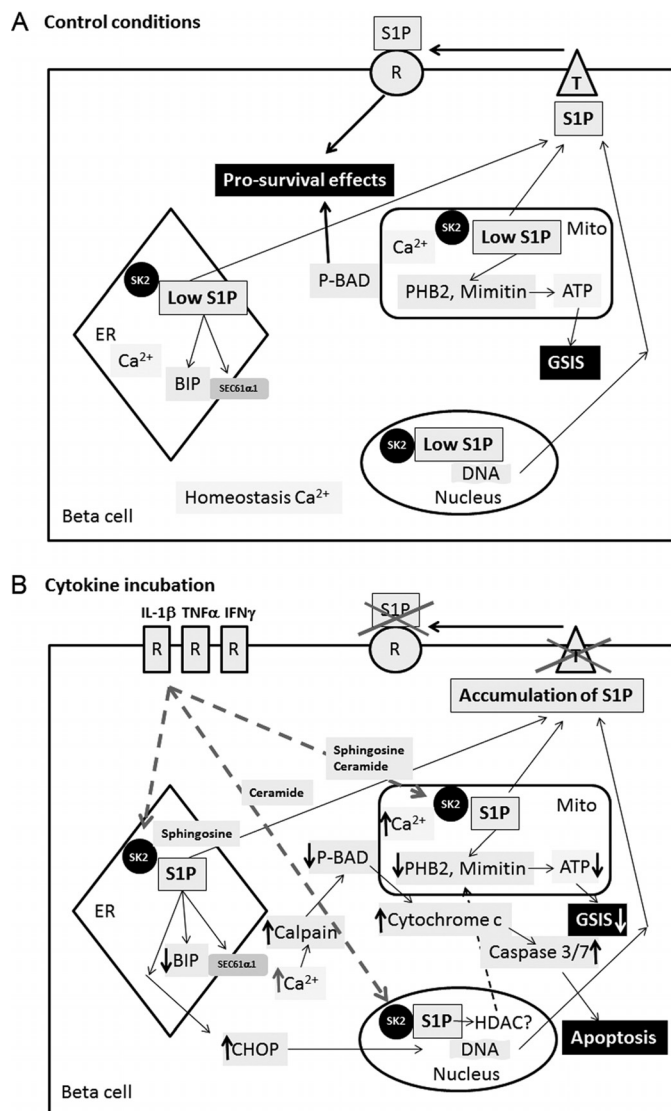 A Control conditions
S1P
R
T
S1P
Pro-survival effects
SK2
Low S1P
Mito
Ca²⁺
P-BAD
PHB2, Mimitin
ATP
GSIS
SK2
Low S1P
ER
Ca²⁺
BIP
SEC61α1
SK2
Low S1P
DNA
Nucleus
Homeostasis Ca²⁺
Beta cell
B Cytokine incubation
IL-1β TNFα IFNγ
R R R
S1P
R
T
Accumulation of S1P
Sphingosine
Ceramide
Ceramide
SK2
S1P
Mito
↑Ca²⁺
Sphingosine
SK2
S1P
↓P-BAD
↓PHB2, Mimitin
ATP↓
ER
↑Calpain
↑Cytochrome c
GSIS↓
↓BIP
SEC61α1
↑Ca²⁺
Caspase 3/7↑
SK2
S1P
HDAC?
↑CHOP
DNA
Nucleus
Apoptosis
Beta cell